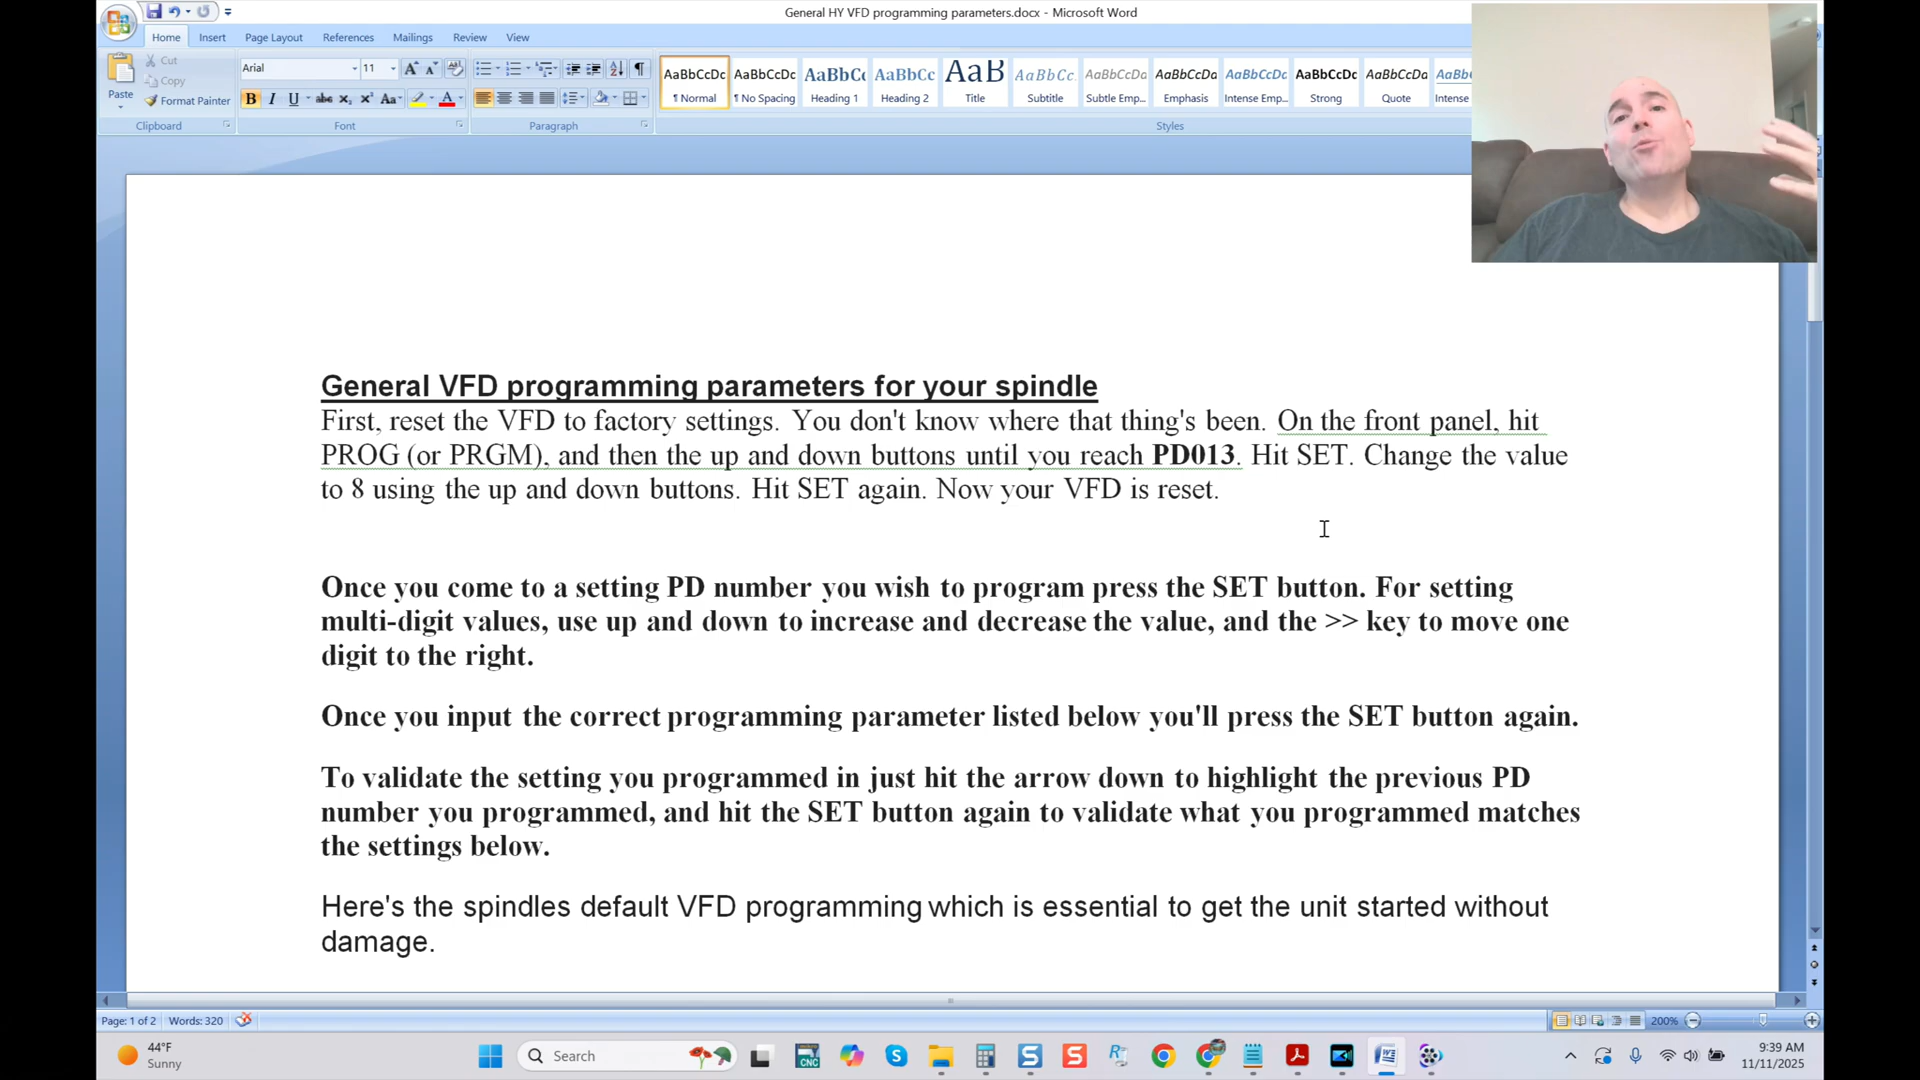 General HY VFD programming parameters.docx - Microsoft Word
Home Insert Page Layout References Mailings Review View
Paste
Cut
Copy
Format Painter
Clipboard
Arial 11
Font
Paragraph
AaBbCcDc AaBbCcDc AaBbCc AaBbCc AaB AaBbCc. AaBbCcDa AaBbCcDa AaBbCcDc AaBbCcDc AaBbCcDa AaBbCcDc
¶ Normal ¶ No Spacing Heading 1 Heading 2 Title Subtitle Subtle Emp... Emphasis Intense Emp... Strong Quote Intense
Styles
General VFD programming parameters for your spindle
First, reset the VFD to factory settings. You don't know where that thing's been. On the front panel, hit
PROG (or PRGM), and then the up and down buttons until you reach PD013. Hit SET. Change the value
to 8 using the up and down buttons. Hit SET again. Now your VFD is reset.
Once you come to a setting PD number you wish to program press the SET button. For setting
multi-digit values, use up and down to increase and decrease the value, and the >> key to move one
digit to the right.
Once you input the correct programming parameter listed below you'll press the SET button again.
To validate the setting you programmed in just hit the arrow down to highlight the previous PD
number you programmed, and hit the SET button again to validate what you programmed matches
the settings below.
Here's the spindles default VFD programming which is essential to get the unit started without
damage.
Page: 1 of 2 Words: 320 200%
44°F
Sunny
Search
CNC
9:39 AM
11/11/2025